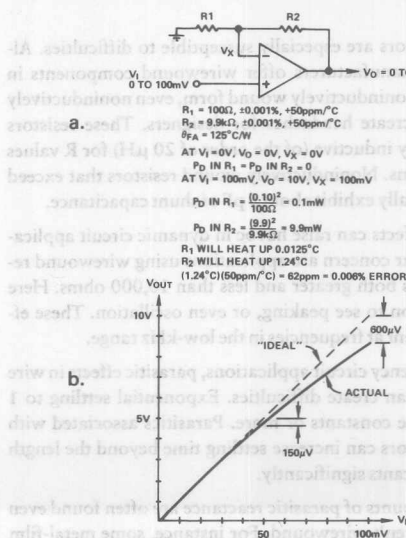 R1 R2
VX
VI
0 TO 100mV
VO = 0 TO
a.
R1 = 100Ω, ±0.001%, +50ppm/°C
R2 = 9.9kΩ, ±0.001%, +50ppm/°C
θFA = 125°C/W
AT VI = 0V, VO = 0V, VX = 0V
PD IN R1 = PD IN R2 = 0
AT VI = 100mV, VO = 10V, VX = 100mV
PD IN R1 = (0.10)² / 100Ω = 0.1mW
PD IN R2 = (9.9)² / 9.9kΩ = 9.9mW
R1 WILL HEAT UP 0.0125°C
R2 WILL HEAT UP 1.24°C
(1.24°C)(50ppm/°C) = 62ppm = 0.006% ERROR
VOUT
10V
600μV
"IDEAL"
ACTUAL
b.
5V
150μV
50 100mV